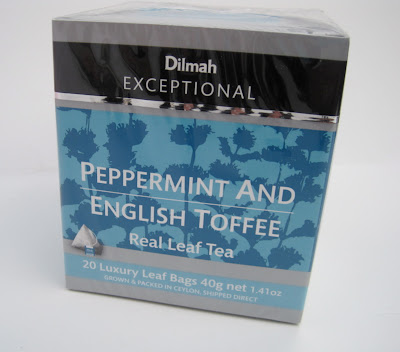 Dilmah
EXCEPTIONAL
PEPPERMINT AND
ENGLISH TOFFEE
Real Leaf Tea
20 Luxury Leaf Bags 40g net 1.41oz
GROWN & PACKED IN CEYLON, SHIPPED DIRECT